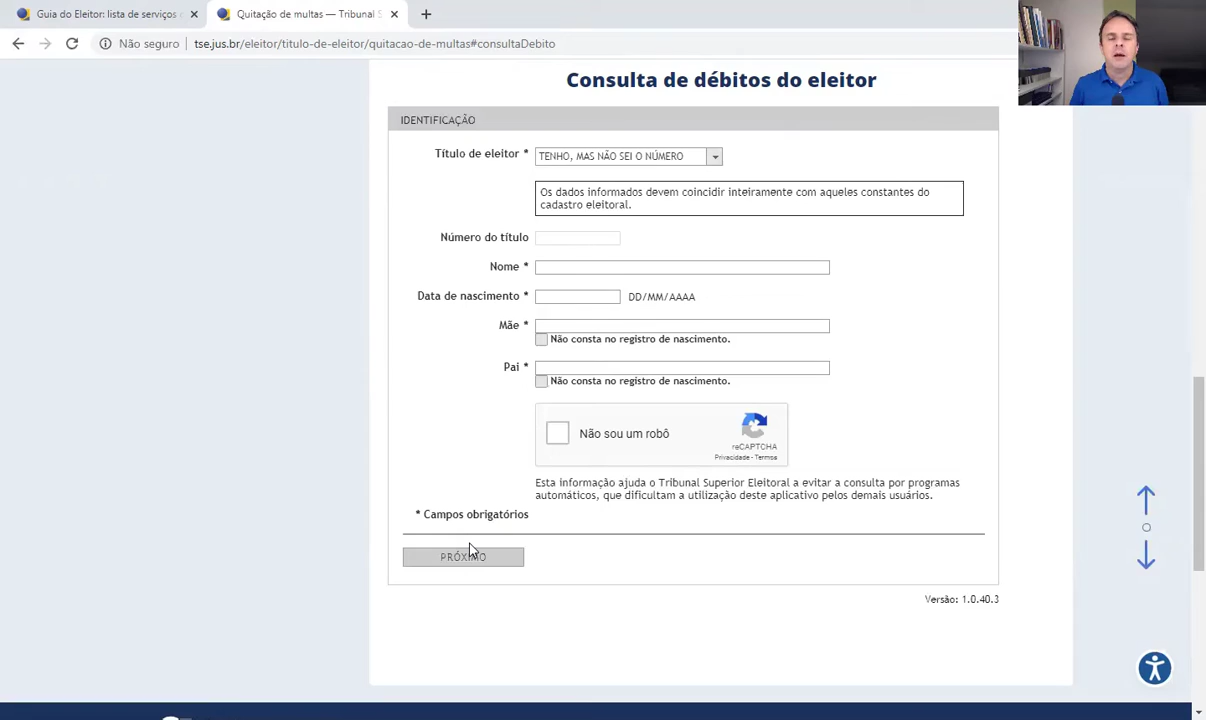 Guia do Eleitor: lista de serviços
Quitação de multas — Tribunal S
Não seguro
tse.jus.br/eleitor/titulo-de-eleitor/quitacao-de-multas#consultaDebito
Consulta de débitos do eleitor
IDENTIFICAÇÃO
Título de eleitor *
TENHO, MAS NÃO SEI O NÚMERO
Os dados informados devem coincidir inteiramente com aqueles constantes do
cadastro eleitoral.
Número do título
Nome *
Data de nascimento *
DD/MM/AAAA
Mãe *
Não consta no registro de nascimento.
Pai *
Não consta no registro de nascimento.
Não sou um robô
reCAPTCHA
Privacidade - Termos
Esta informação ajuda o Tribunal Superior Eleitoral a evitar a consulta por programas
automáticos, que dificultam a utilização deste aplicativo pelos demais usuários.
* Campos obrigatórios
PRÓXIMO
Versão: 1.0.40.3